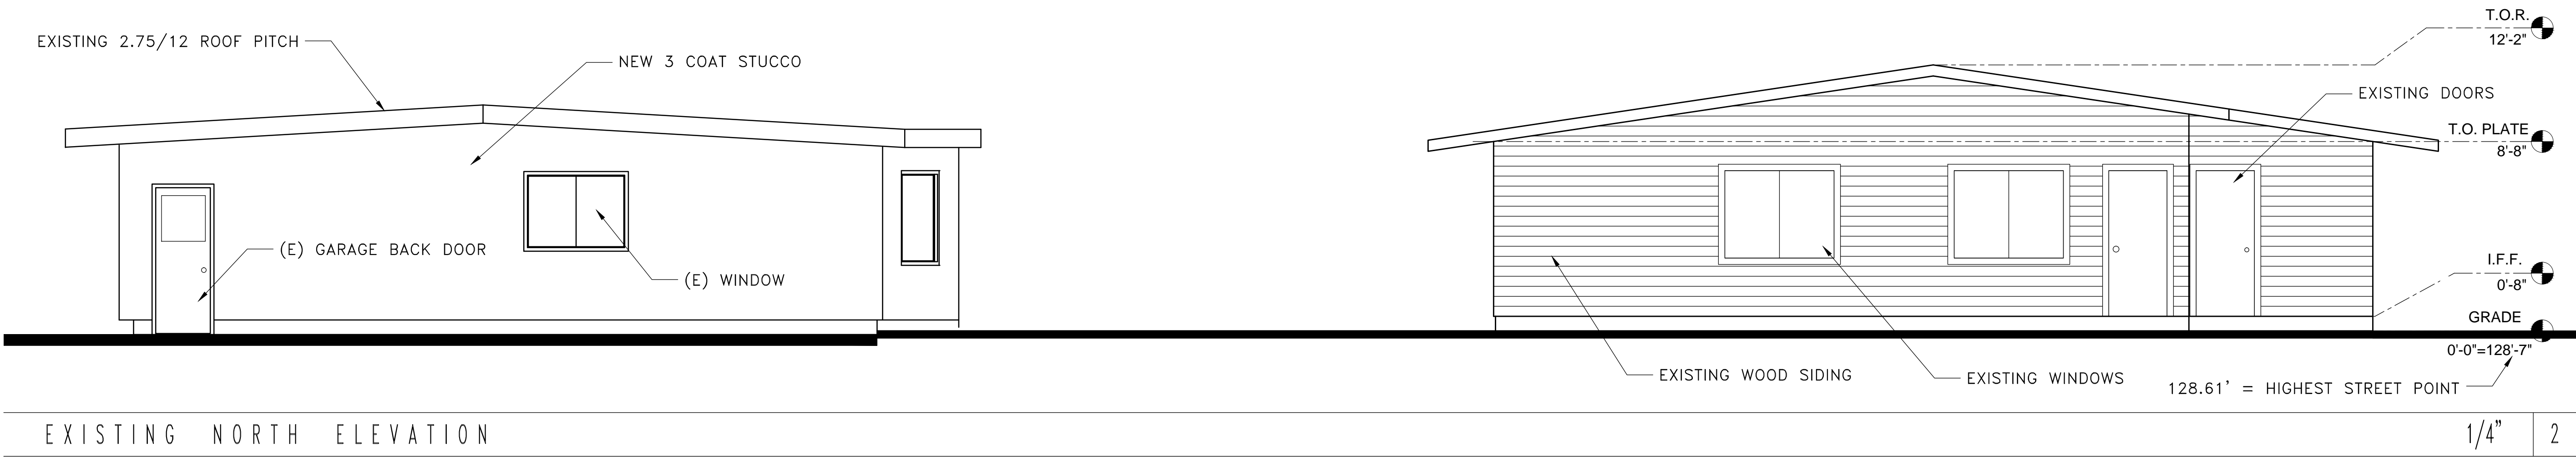 EXISTING 2.75/12 ROOF PITCH
NEW 3 COAT STUCCO
(E) GARAGE BACK DOOR
(E) WINDOW
T.O.R.
12'-2"
EXISTING DOORS
T.O. PLATE
8'-8"
I.F.F.
0'-8"
GRADE
0'-0"=128'-7"
EXISTING WOOD SIDING
EXISTING WINDOWS
128.61' = HIGHEST STREET POINT
EXISTING NORTH ELEVATION
1/4"
2